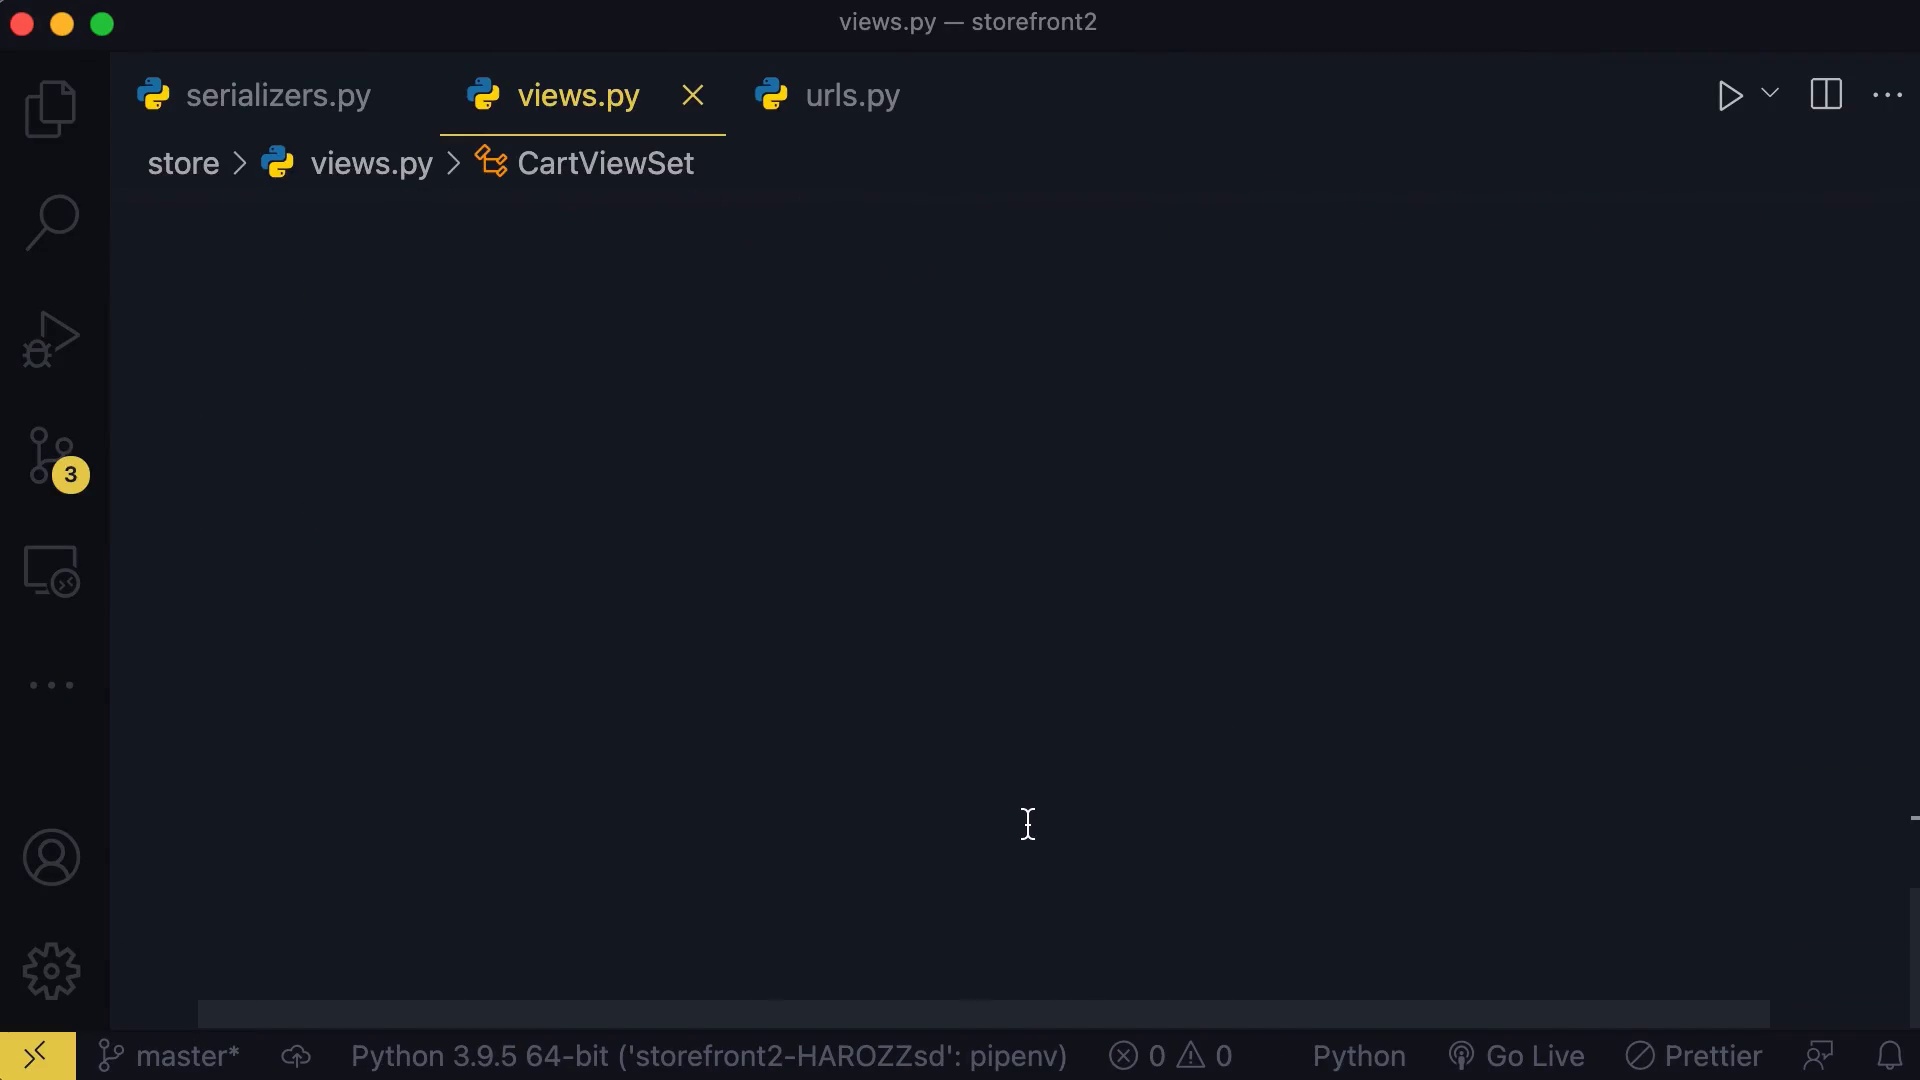 views.py — storefront2
serializers.py views.py urls.py
store > views.py > CartViewSet
3
master* Python 3.9.5 64-bit ('storefront2-HAROZZsd': pipenv) 0 0 Python Go Live Prettier